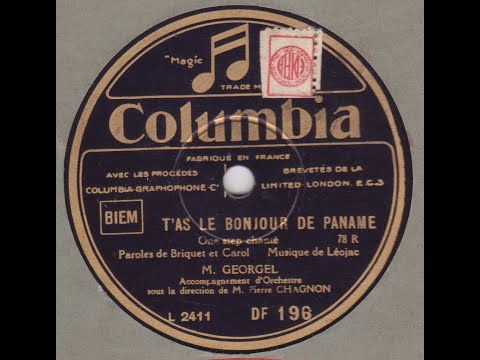 "Magic
TRADE M
Columbia
FABRIQUÉ EN FRANCE
AVEC LES PROCÉDÉS BREVETÉS DE LA
COLUMBIA-GRAPHOPHONE-Cº LIMITED-LONDON. E.C.3
BIEM
T'AS LE BONJOUR DE PANAME
One step chanté 78 R
Paroles de Briquet et Carol Musique de Léojac
M. GEORGEL
Accompagnement d'Orchestre
sous la direction de M. Pierre CHAGNON
L 2411 DF 196